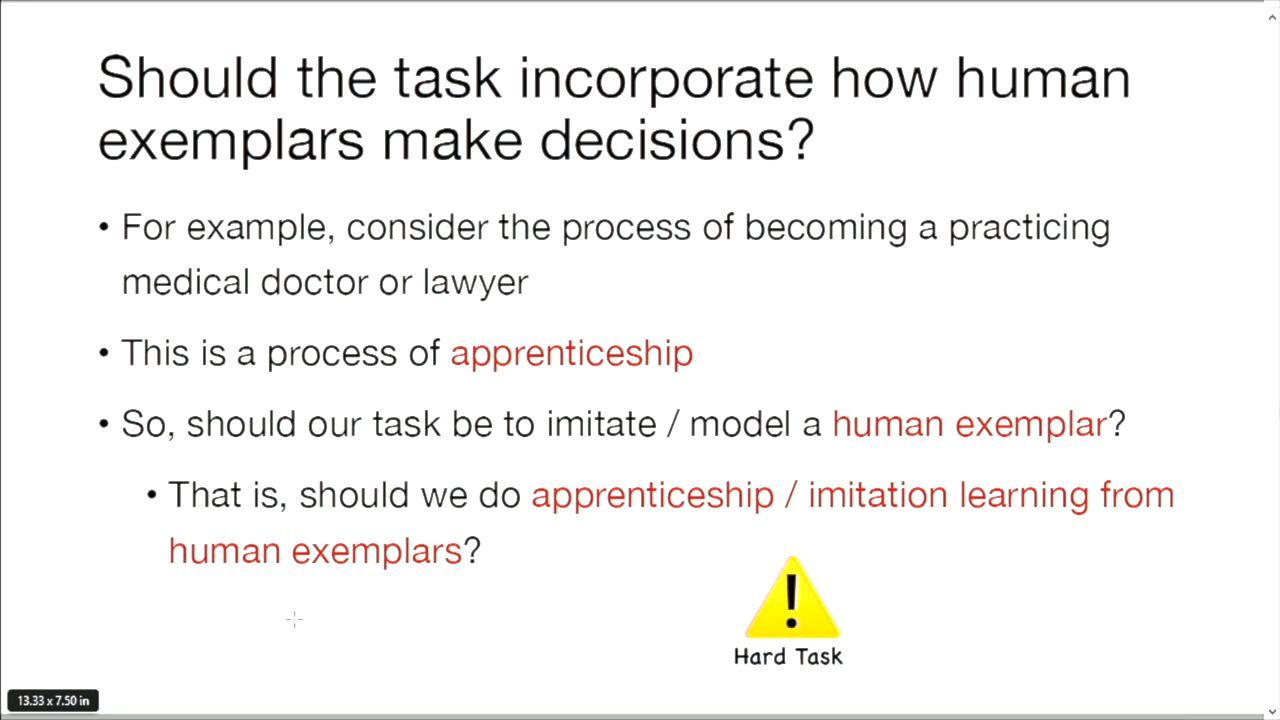 Should the task incorporate how human
exemplars make decisions?
• For example, consider the process of becoming a practicing
medical doctor or lawyer
• This is a process of apprenticeship
• So, should our task be to imitate / model a human exemplar?
• That is, should we do apprenticeship / imitation learning from
human exemplars?
!
Hard Task
13.33 x 7.50 in